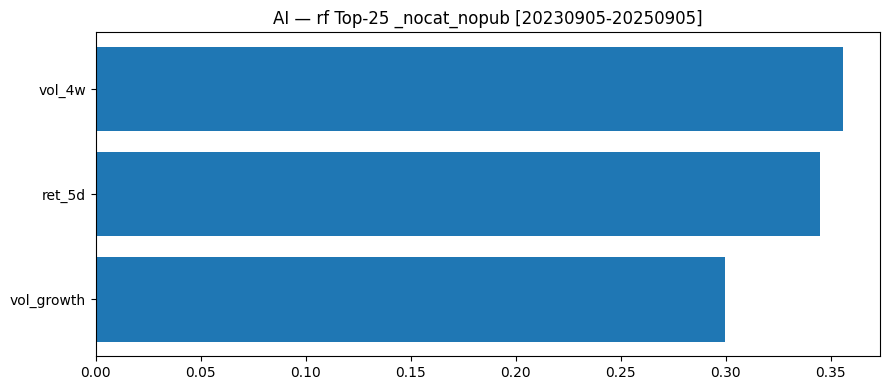 AI — rf Top-25 _nocat_nopub [20230905-20250905]
vol_4w
ret_5d
vol_growth
0.00 0.05 0.10 0.15 0.20 0.25 0.30 0.35